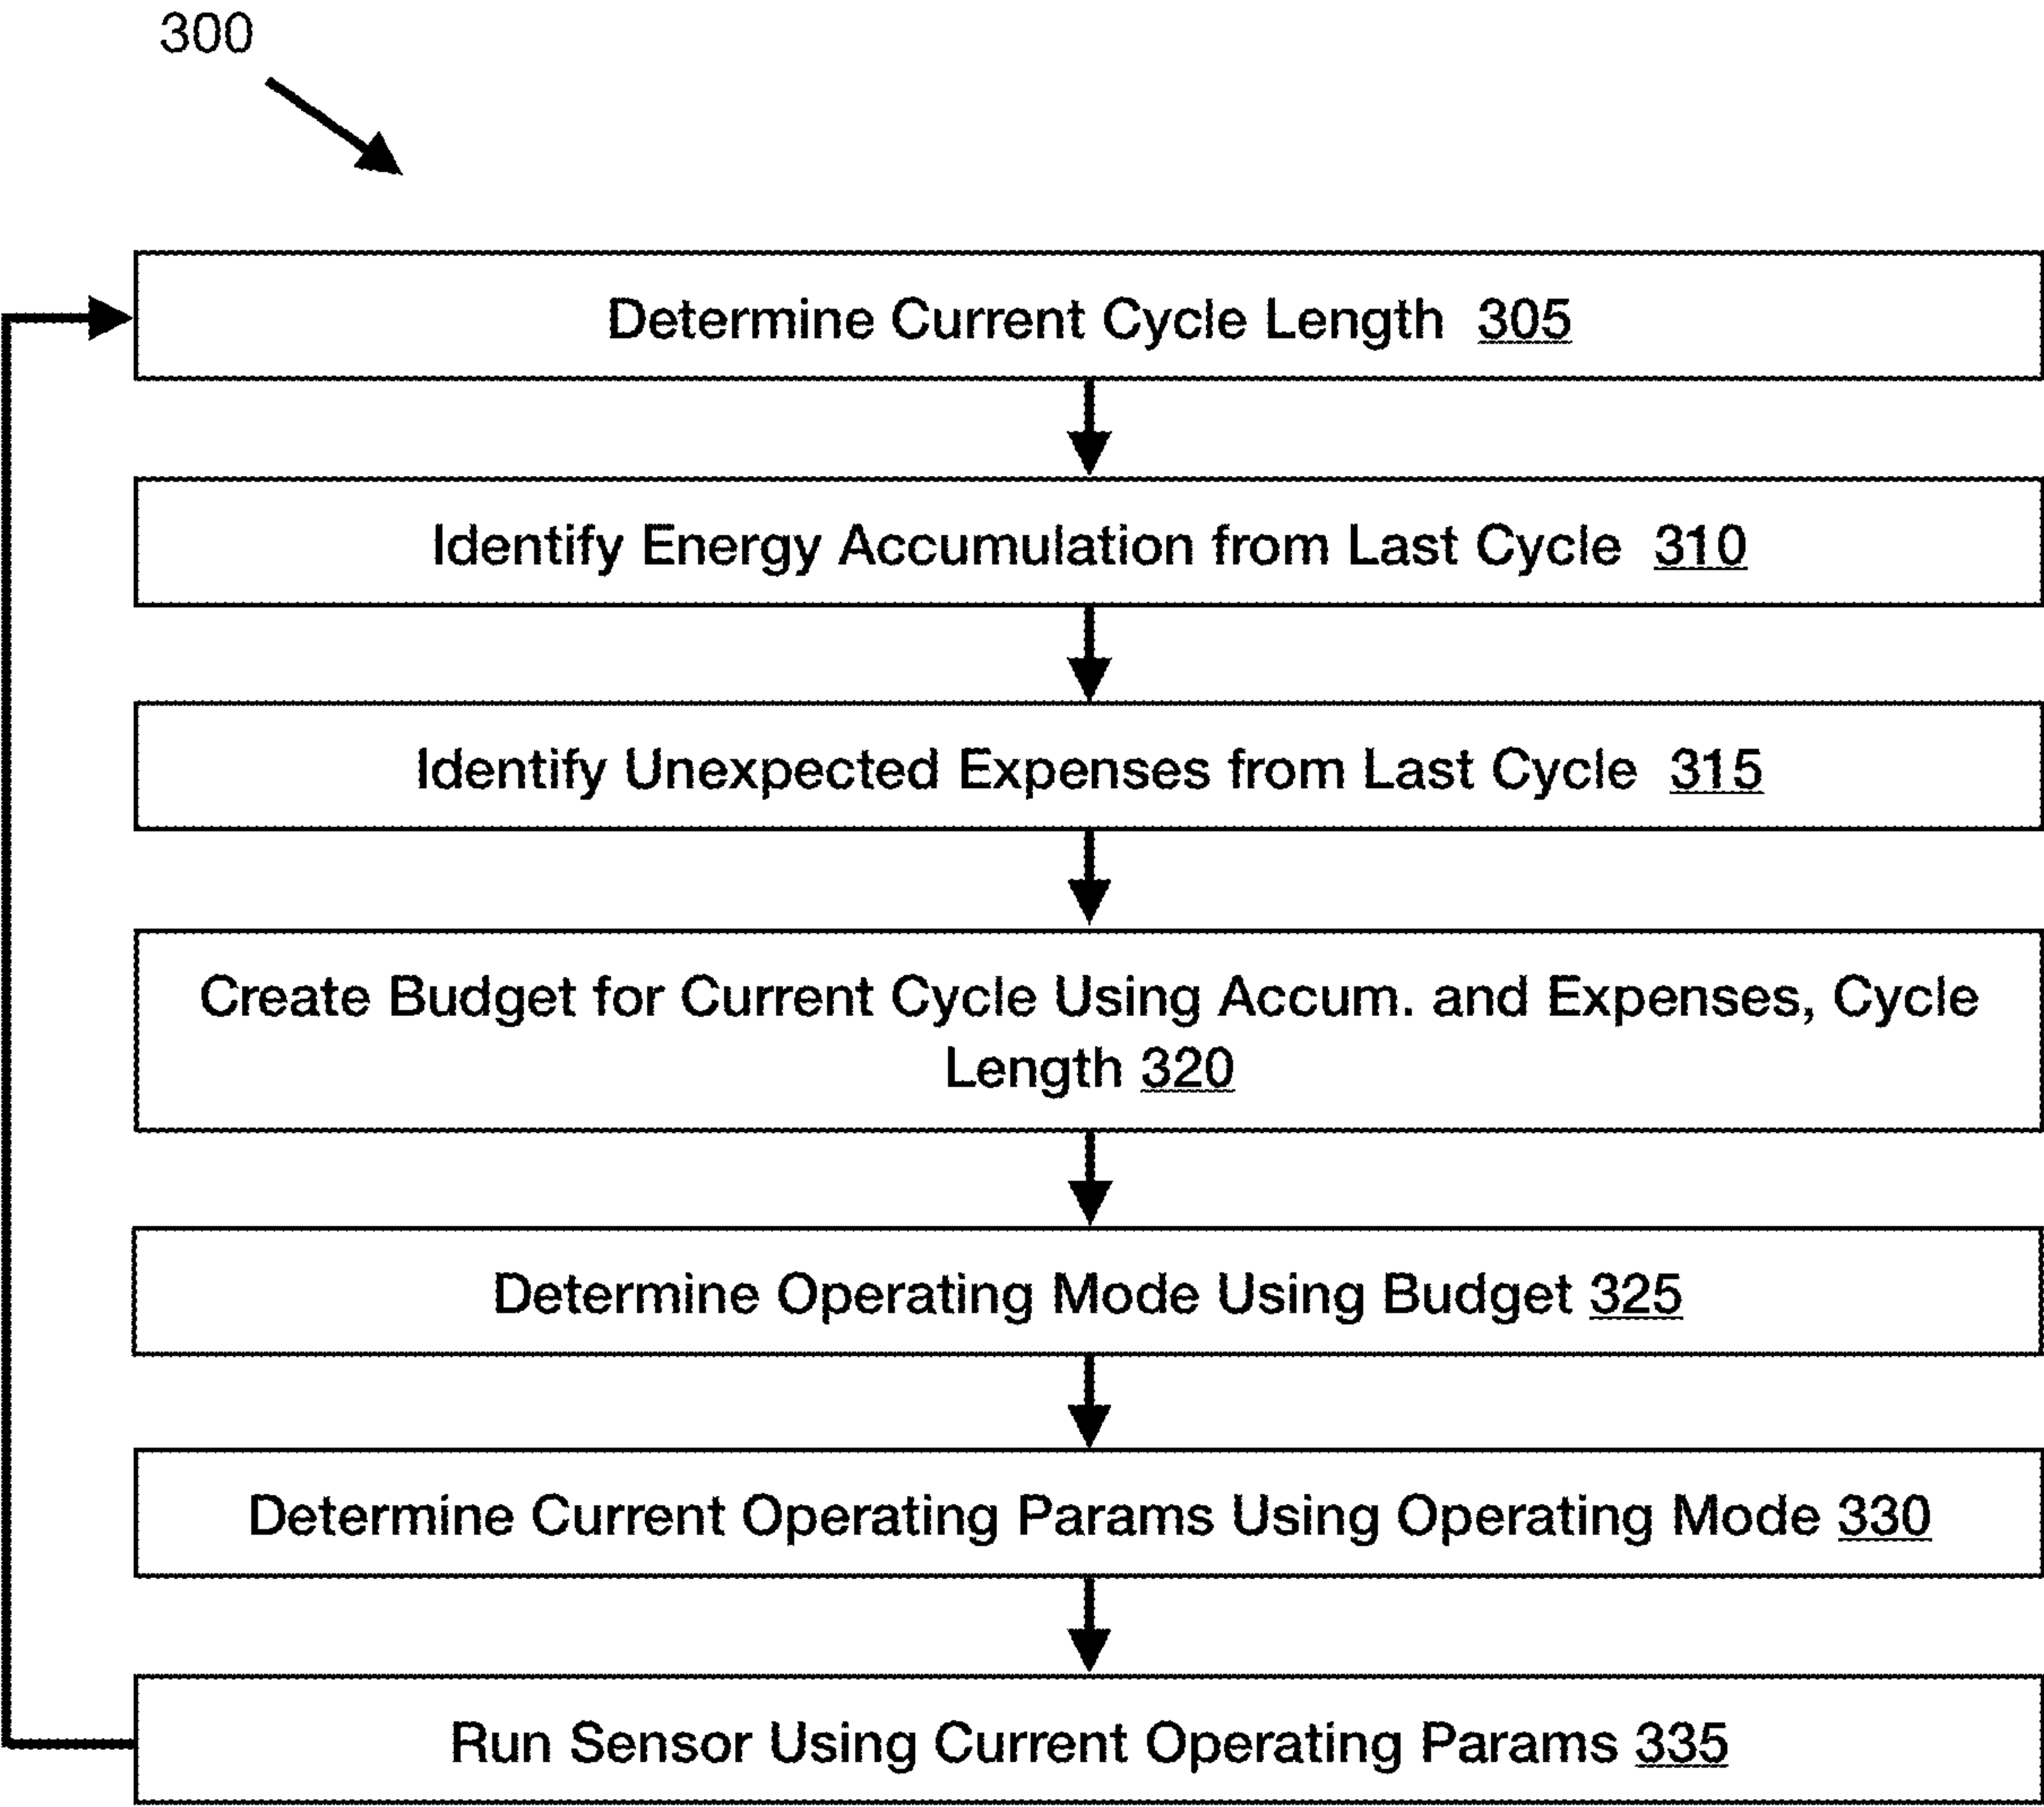 300
Determine Current Cycle Length 305
Identify Energy Accumulation from Last Cycle 310
Identify Unexpected Expenses from Last Cycle 315
Create Budget for Current Cycle Using Accum. and Expenses, Cycle
Length 320
Determine Operating Mode Using Budget 325
Determine Current Operating Params Using Operating Mode 330
Run Sensor Using Current Operating Params 335